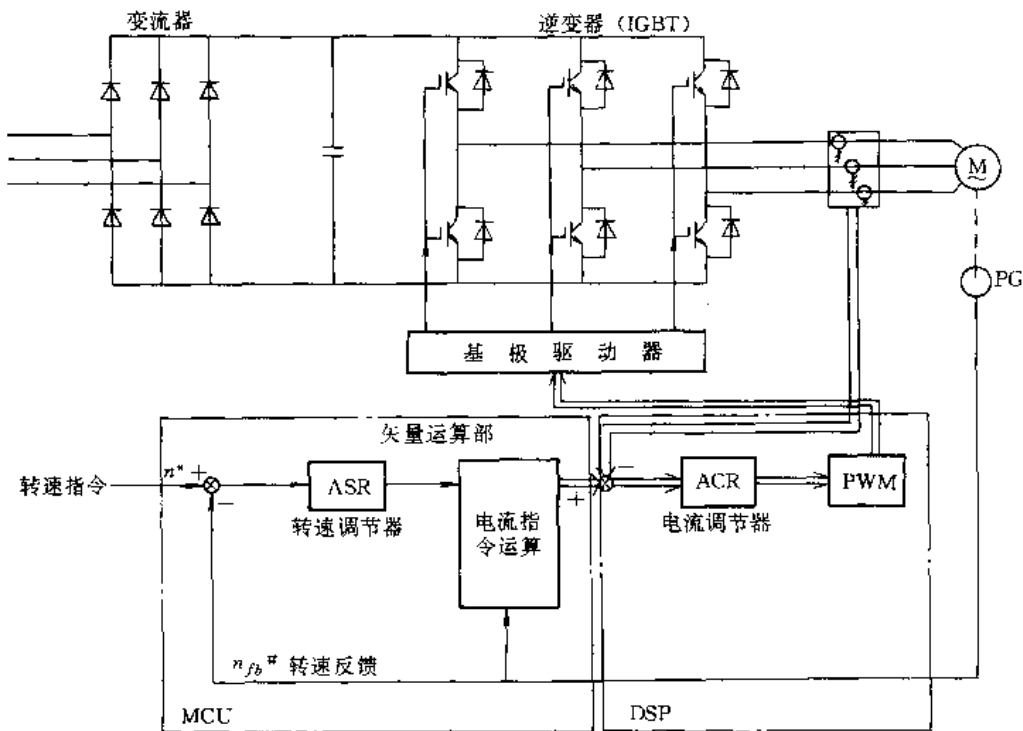 变流器
逆变器（IGBT）
M
~
PG
基极驱动器
矢量运算部
转速指令
n* +
−
ASR
转速调节器
电流指
令运算
+
−
ACR
电流调节器
PWM
n_fb# 转速反馈
MCU
DSP